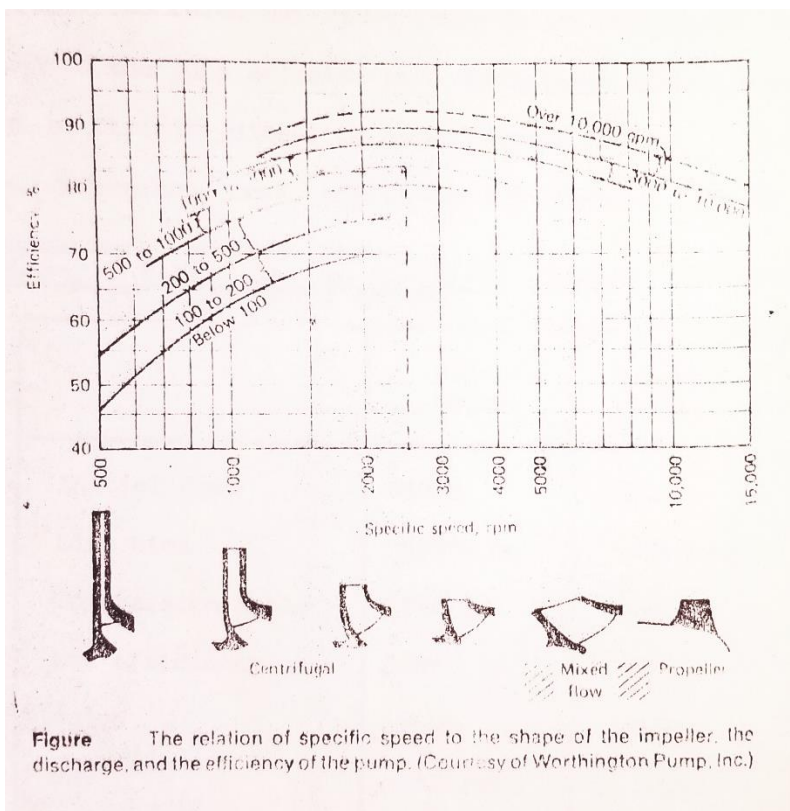 100
90
80
70
60
50
40
Efficiency, %
Over 10,000 gpm
3000 to 10,000
500 to 1000
200 to 500
100 to 200
Below 100
500
1000
2000
3000
4000
5000
10,000
15,000
Specific speed, rpm
Centrifugal
Mixed
flow
Propeller
Figure The relation of specific speed to the shape of the impeller, the
discharge, and the efficiency of the pump. (Courtesy of Worthington Pump, Inc.)